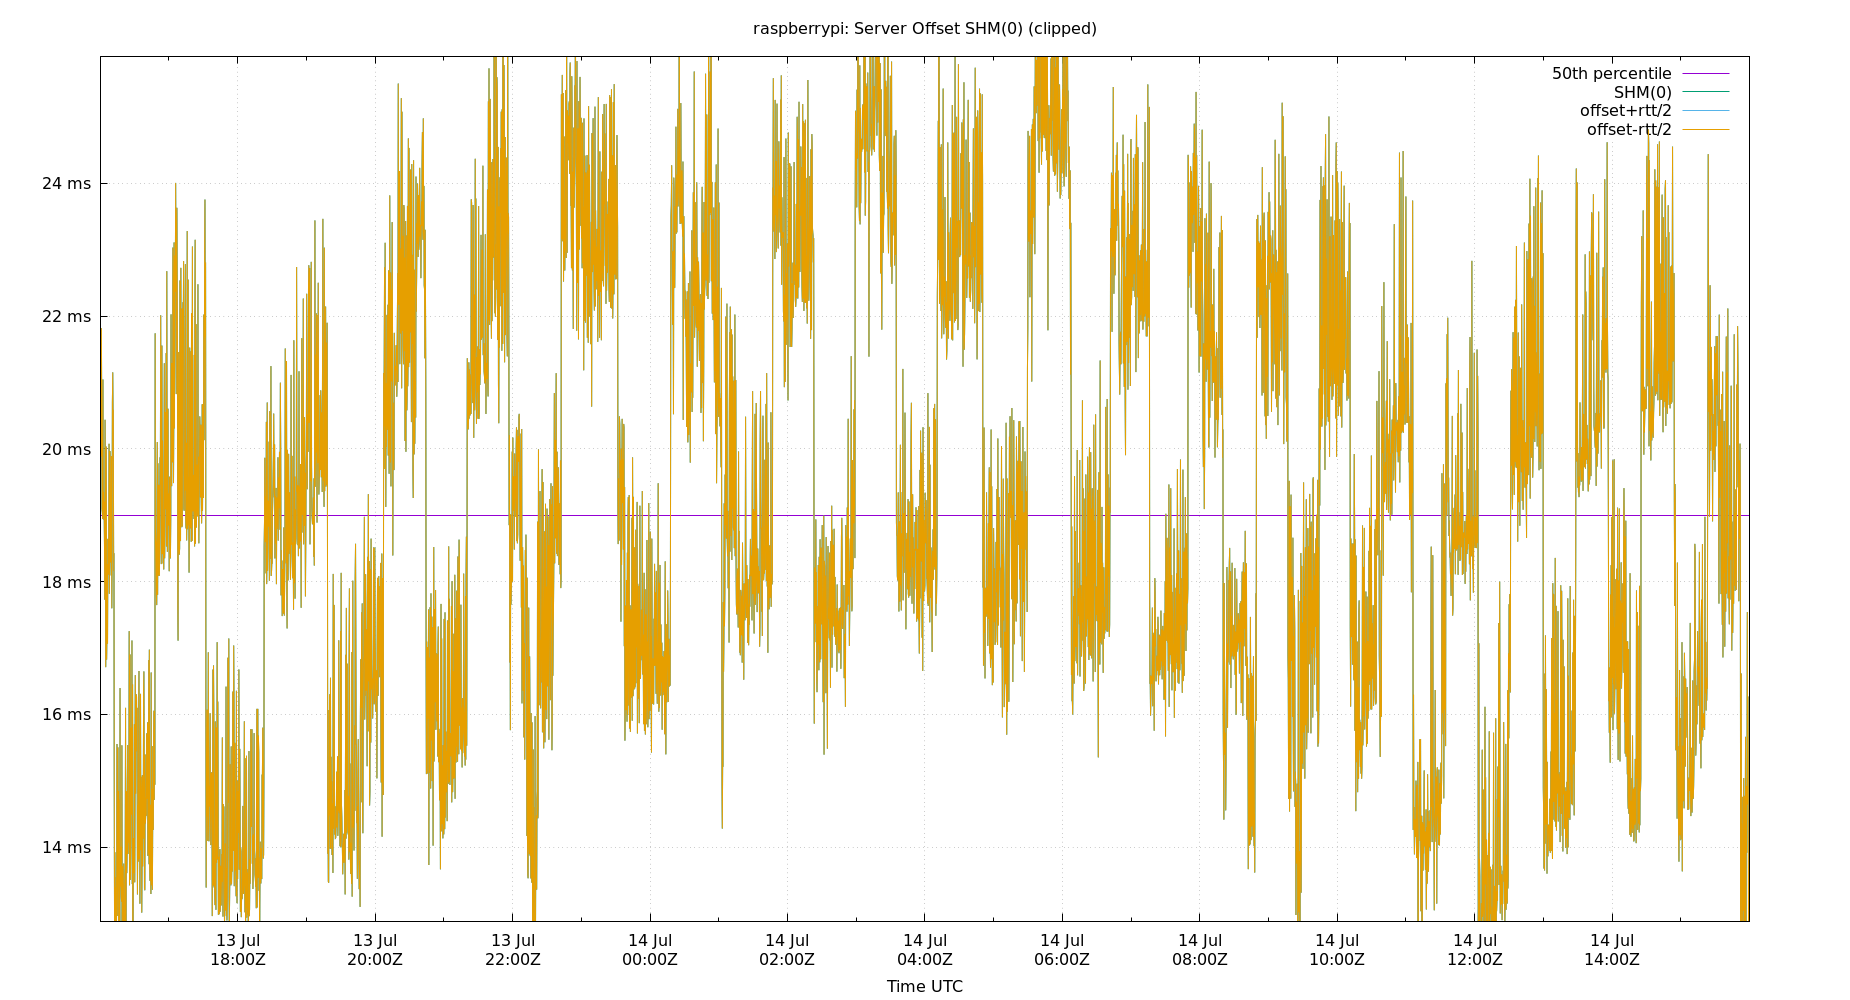 raspberrypi: Server Offset SHM(0) (clipped)
50th percentile
SHM(0)
offset+rtt/2
offset-rtt/2
24 ms
22 ms
20 ms
18 ms
16 ms
14 ms
13 Jul 13 Jul 13 Jul 14 Jul 14 Jul 14 Jul 14 Jul 14 Jul 14 Jul 14 Jul 14 Jul
18:00Z 20:00Z 22:00Z 00:00Z 02:00Z 04:00Z 06:00Z 08:00Z 10:00Z 12:00Z 14:00Z
Time UTC